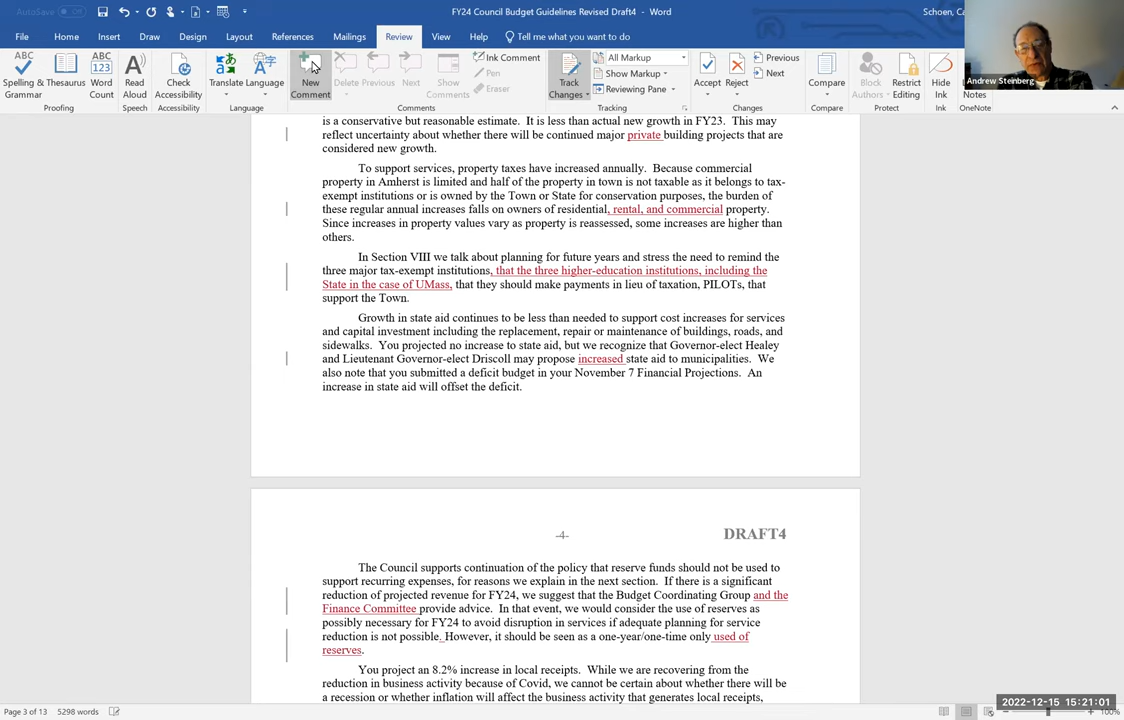 AutoSave Off
FY24 Council Budget Guidelines Revised Draft4 - Word
Schoen, Ca
File Home Insert Draw Design Layout References Mailings Review View Help Tell me what you want to do
Spelling & Grammar
Thesaurus
Word Count
Read Aloud
Check Accessibility
Translate
Language
New Comment
Delete
Previous
Next
Show Comments
Ink Comment
Pen
Eraser
Track Changes
All Markup
Show Markup
Reviewing Pane
Accept
Reject
Previous
Next
Compare
Block Authors
Restrict Editing
Hide Ink
Notes
Proofing Speech Accessibility Language Comments Tracking Changes Compare Protect Ink OneNote
Andrew Steinberg
is a conservative but reasonable estimate. It is less than actual new growth in FY23. This may
reflect uncertainty about whether there will be continued major private building projects that are
considered new growth.
To support services, property taxes have increased annually. Because commercial
property in Amherst is limited and half of the property in town is not taxable as it belongs to tax-
exempt institutions or is owned by the Town or State for conservation purposes, the burden of
these regular annual increases falls on owners of residential, rental, and commercial property.
Since increases in property values vary as property is reassessed, some increases are higher than
others.
In Section VIII we talk about planning for future years and stress the need to remind the
three major tax-exempt institutions, that the three higher-education institutions, including the
State in the case of UMass, that they should make payments in lieu of taxation, PILOTs, that
support the Town.
Growth in state aid continues to be less than needed to support cost increases for services
and capital investment including the replacement, repair or maintenance of buildings, roads, and
sidewalks. You projected no increase to state aid, but we recognize that Governor-elect Healey
and Lieutenant Governor-elect Driscoll may propose increased state aid to municipalities. We
also note that you submitted a deficit budget in your November 7 Financial Projections. An
increase in state aid will offset the deficit.
-4-
DRAFT4
The Council supports continuation of the policy that reserve funds should not be used to
support recurring expenses, for reasons we explain in the next section. If there is a significant
reduction of projected revenue for FY24, we suggest that the Budget Coordinating Group and the
Finance Committee provide advice. In that event, we would consider the use of reserves as
possibly necessary for FY24 to avoid disruption in services if adequate planning for service
reduction is not possible. However, it should be seen as a one-year/one-time only used of
reserves.
You project an 8.2% increase in local receipts. While we are recovering from the
reduction in business activity because of Covid, we cannot be certain about whether there will be
a recession or whether inflation will affect the business activity that generates local receipts,
Page 3 of 13 5298 words
2022-12-15 15:21:01
100%